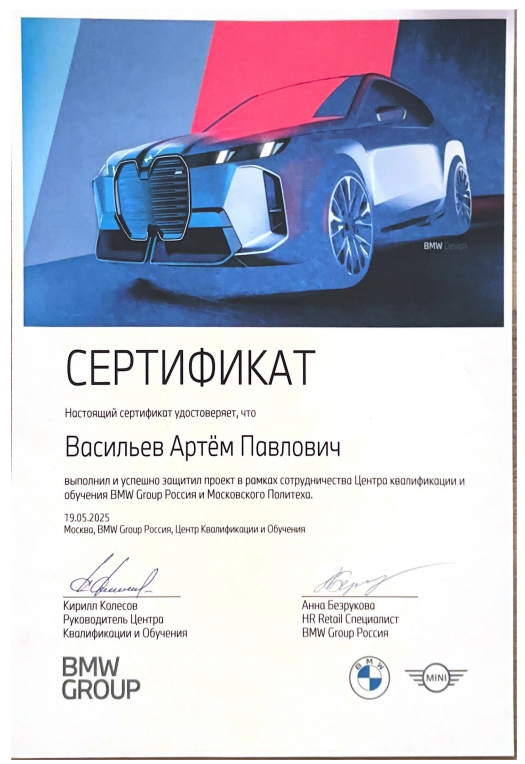 BMW Design
СЕРТИФИКАТ
Настоящий сертификат удостоверяет, что
Васильев Артём Павлович
выполнил и успешно защитил проект в рамках сотрудничества Центра квалификации и
обучения BMW Group Россия и Московского Политеха.
19.05.2025
Москва, BMW Group Россия, Центр Квалификации и Обучения
Кирилл Колесов
Руководитель Центра
Квалификации и Обучения
Анна Безрукова
HR Retail Специалист
BMW Group Россия
BMW
GROUP
BMW
MINI